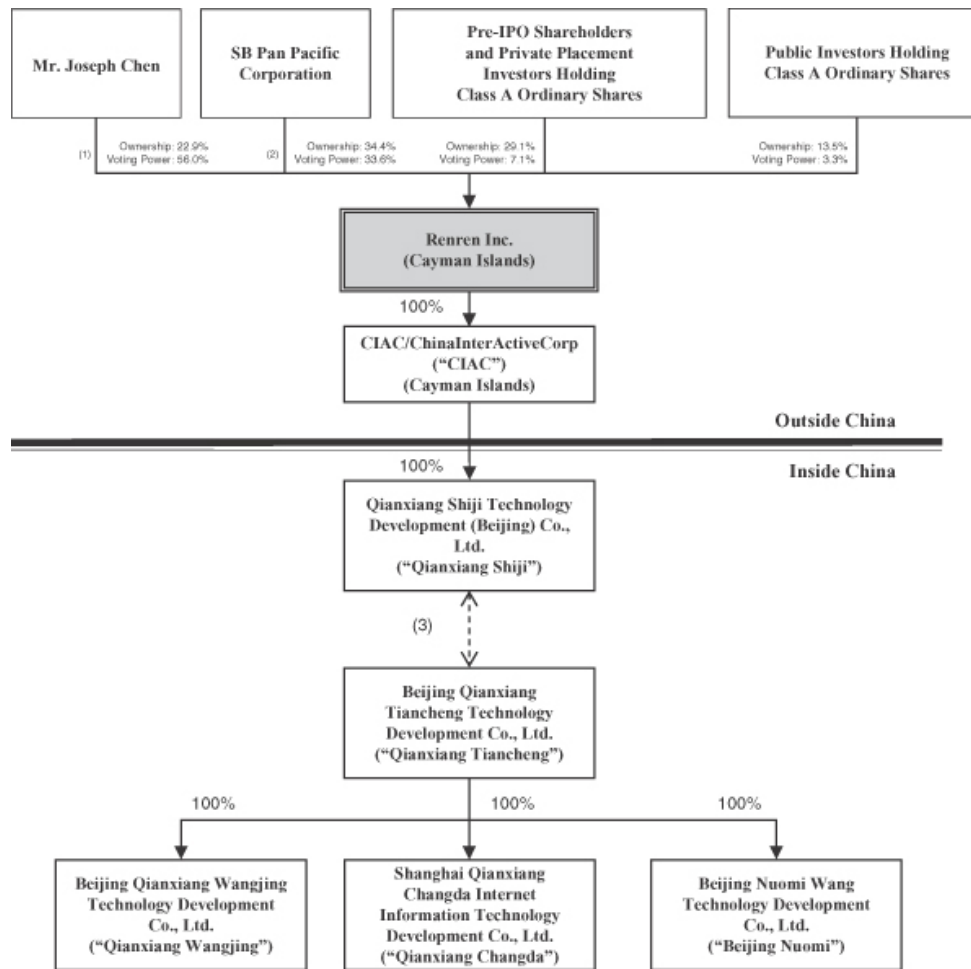 Mr. Joseph Chen
SB Pan Pacific
Corporation
Pre-IPO Shareholders
and Private Placement
Investors Holding
Class A Ordinary Shares
Public Investors Holding
Class A Ordinary Shares
(1)
Ownership: 22.9%
Voting Power: 56.0%
(2)
Ownership: 34.4%
Voting Power: 33.6%
Ownership: 29.1%
Voting Power: 7.1%
Ownership: 13.5%
Voting Power: 3.3%
Renren Inc.
(Cayman Islands)
100%
CIAC/ChinaInterActiveCorp
(“CIAC”)
(Cayman Islands)
Outside China
Inside China
100%
Qianxiang Shiji Technology
Development (Beijing) Co.,
Ltd.
(“Qianxiang Shiji”)
(3)
Beijing Qianxiang
Tiancheng Technology
Development Co., Ltd.
(“Qianxiang Tiancheng”)
100%
100%
100%
Beijing Qianxiang Wangjing
Technology Development
Co., Ltd.
(“Qianxiang Wangjing”)
Shanghai Qianxiang
Changda Internet
Information Technology
Development Co., Ltd.
(“Qianxiang Changda”)
Beijing Nuomi Wang
Technology Development
Co., Ltd.
(“Beijing Nuomi”)